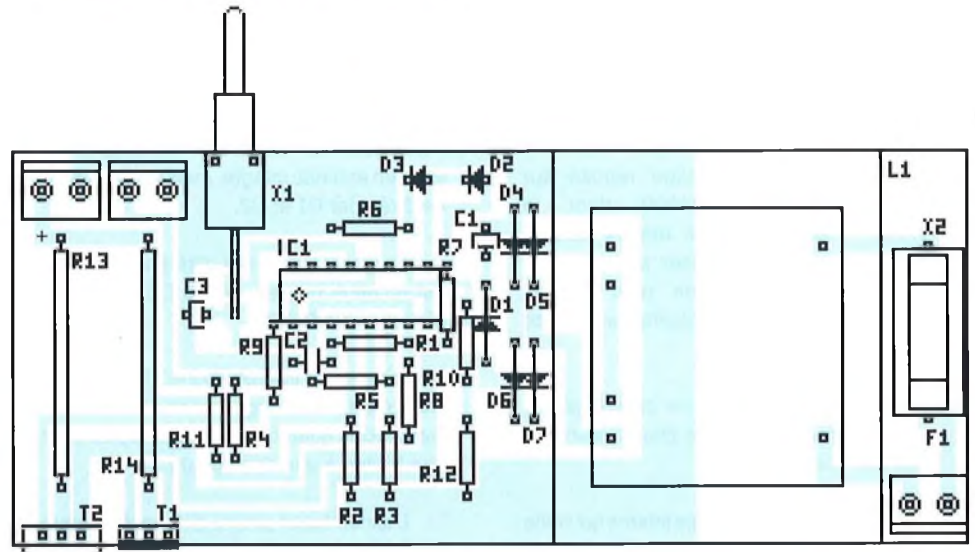 D3 D2
L1
X1
D4
R6
C1
X2
+
IC1
R7
R13
C3
D1 D5
R9 C2 R1
R10
R5 R8 D6
R11 R4
D7
F1
R14
R12
T2 T1
R2 R3